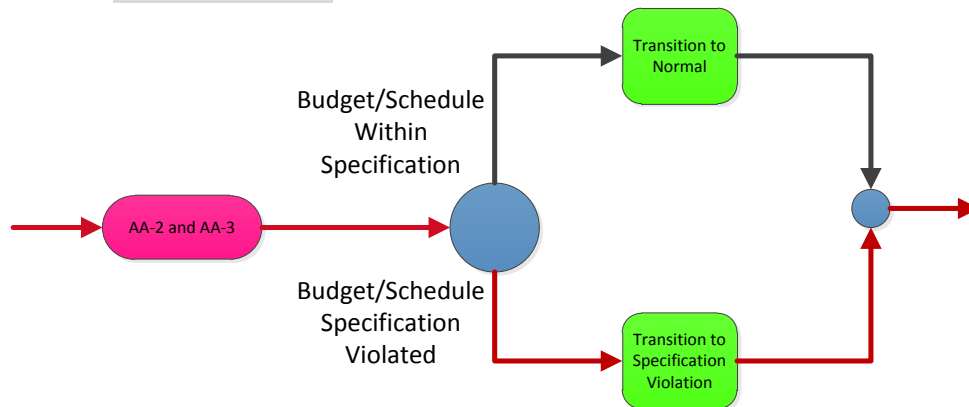 Transition to
Normal
Budget/Schedule
Within
Specification
AA-2 and AA-3
Budget/Schedule
Specification
Violated
Transition to
Specification
Violation